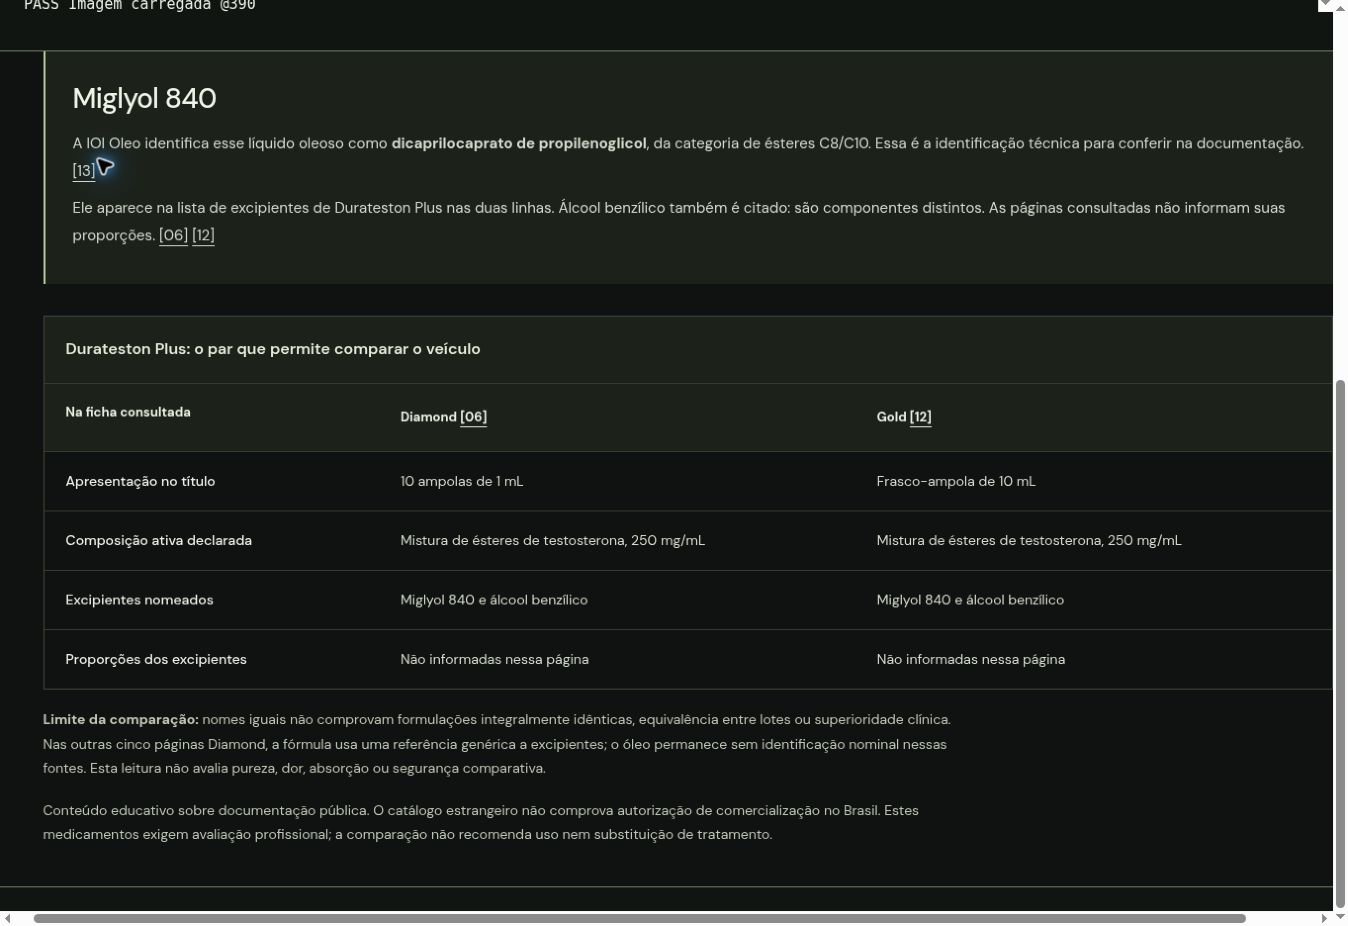 PASS Imagem carregada @390
Miglyol 840
A IOI Oleo identifica esse líquido oleoso como dicaprilocaprato de propilenoglicol, da categoria de ésteres C8/C10. Essa é a identificação técnica para conferir na documentação.
[13]
Ele aparece na lista de excipientes de Durateston Plus nas duas linhas. Álcool benzílico também é citado: são componentes distintos. As páginas consultadas não informam suas
proporções. [06] [12]
Durateston Plus: o par que permite comparar o veículo
Na ficha consultada Diamond [06] Gold [12]
Apresentação no título 10 ampolas de 1 mL Frasco-ampola de 10 mL
Composição ativa declarada Mistura de ésteres de testosterona, 250 mg/mL Mistura de ésteres de testosterona, 250 mg/mL
Excipientes nomeados Miglyol 840 e álcool benzílico Miglyol 840 e álcool benzílico
Proporções dos excipientes Não informadas nessa página Não informadas nessa página
Limite da comparação: nomes iguais não comprovam formulações integralmente idênticas, equivalência entre lotes ou superioridade clínica.
Nas outras cinco páginas Diamond, a fórmula usa uma referência genérica a excipientes; o óleo permanece sem identificação nominal nessas
fontes. Esta leitura não avalia pureza, dor, absorção ou segurança comparativa.
Conteúdo educativo sobre documentação pública. O catálogo estrangeiro não comprova autorização de comercialização no Brasil. Estes
medicamentos exigem avaliação profissional; a comparação não recomenda uso nem substituição de tratamento.